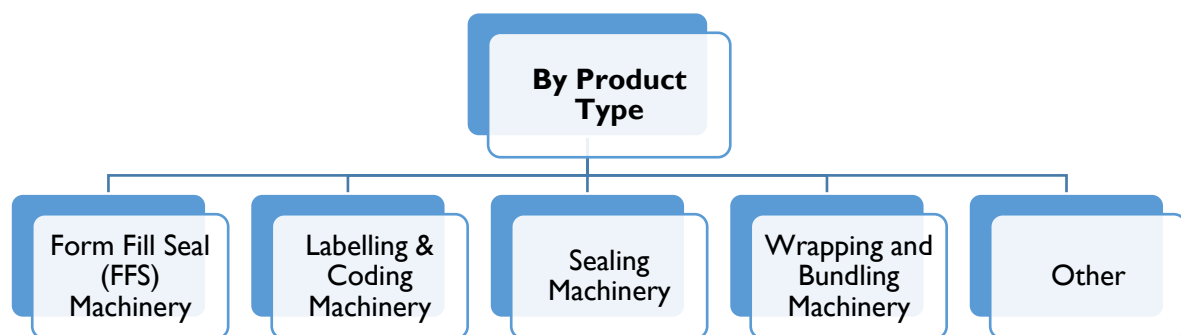 By Product
Type
Form Fill Seal
(FFS)
Machinery
Labelling &
Coding
Machinery
Sealing
Machinery
Wrapping and
Bundling
Machinery
Other